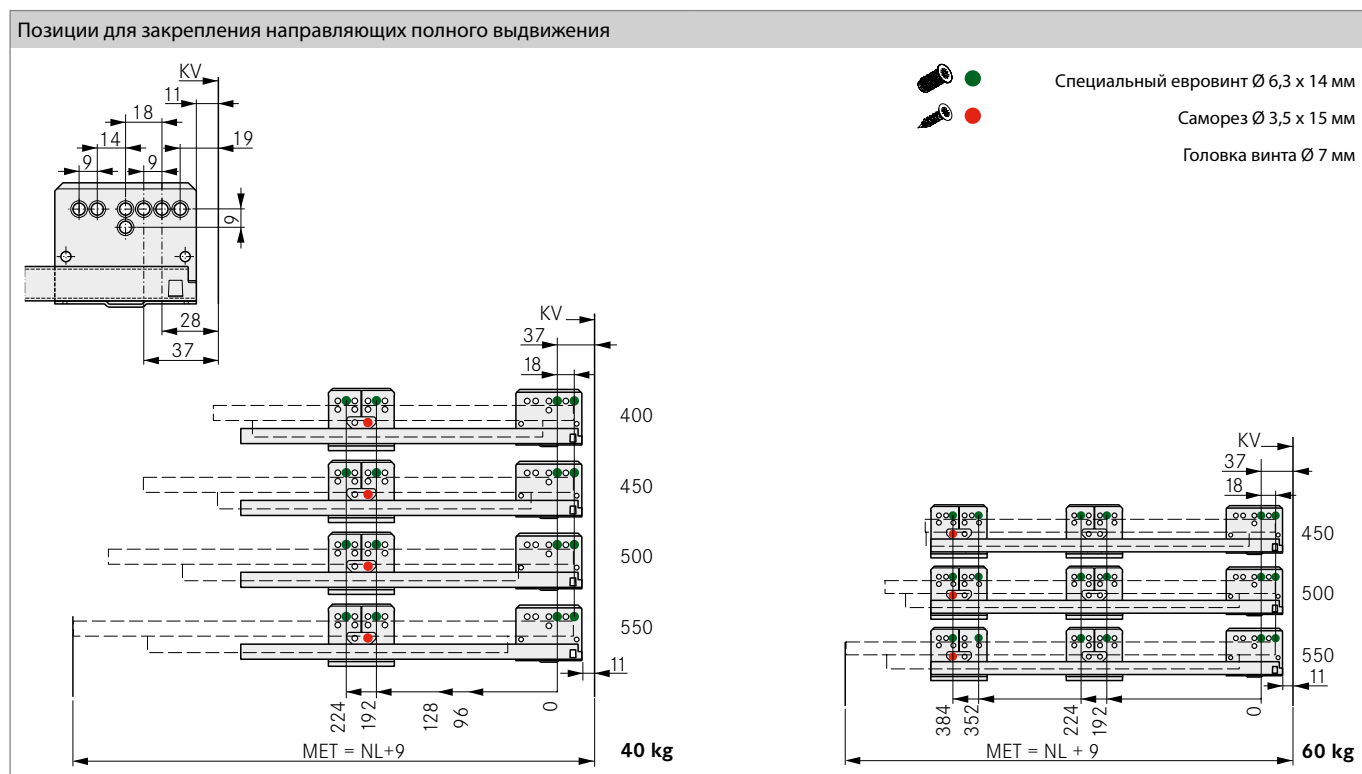 Позиции для закрепления направляющих полного выдвижения
KV
11
18
14
19
9
9
9
28
37
Специальный евровинт Ø 6,3 x 14 мм
Саморез Ø 3,5 x 15 мм
Головка винта Ø 7 мм
KV
37
18
400
450
500
550
11
224
192
128
96
0
MET = NL+9
40 kg
KV
37
18
450
500
550
11
384
352
224
192
0
MET = NL + 9
60 kg